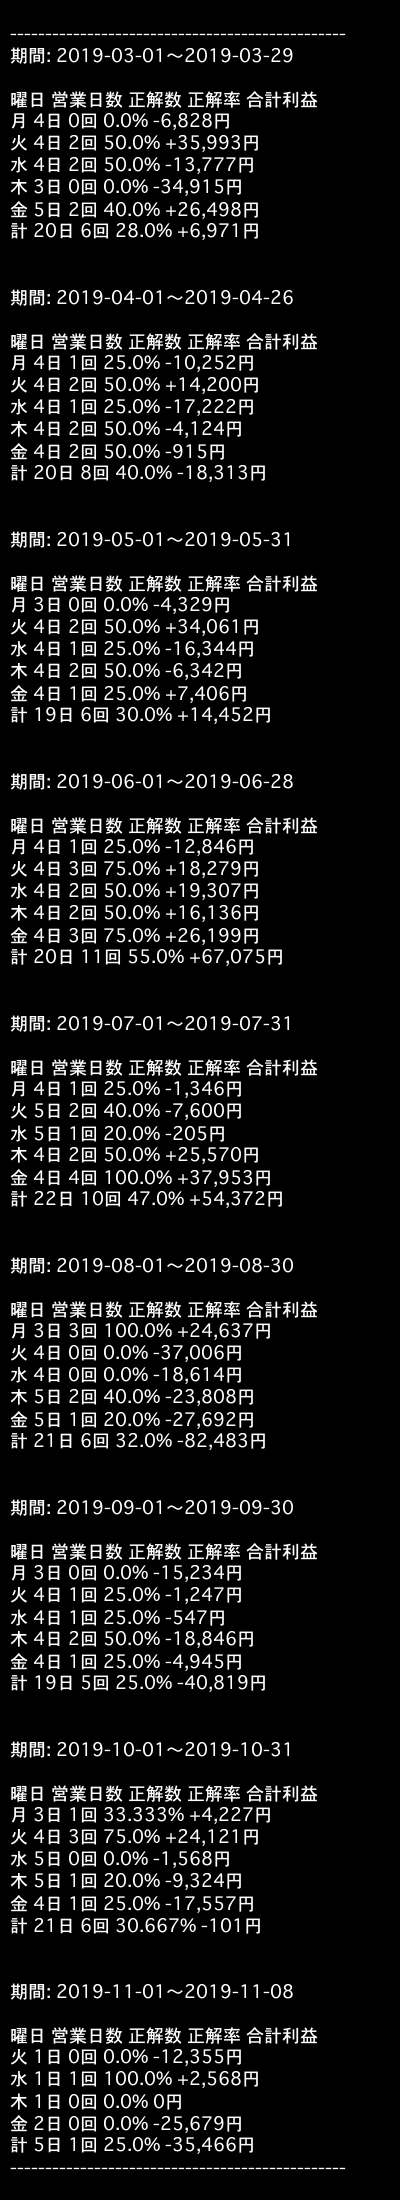 ------------------------------------------------
期間: 2019-03-01〜2019-03-29
曜日 営業日数 正解数 正解率 合計利益
月 4日 0回 0.0% -6,828円
火 4日 2回 50.0% +35,993円
水 4日 2回 50.0% -13,777円
木 3日 0回 0.0% -34,915円
金 5日 2回 40.0% +26,498円
計 20日 6回 28.0% +6,971円
期間: 2019-04-01〜2019-04-26
曜日 営業日数 正解数 正解率 合計利益
月 4日 1回 25.0% -10,252円
火 4日 2回 50.0% +14,200円
水 4日 1回 25.0% -17,222円
木 4日 2回 50.0% -4,124円
金 4日 2回 50.0% -915円
計 20日 8回 40.0% -18,313円
期間: 2019-05-01〜2019-05-31
曜日 営業日数 正解数 正解率 合計利益
月 3日 0回 0.0% -4,329円
火 4日 2回 50.0% +34,061円
水 4日 1回 25.0% -16,344円
木 4日 2回 50.0% -6,342円
金 4日 1回 25.0% +7,406円
計 19日 6回 30.0% +14,452円
期間: 2019-06-01〜2019-06-28
曜日 営業日数 正解数 正解率 合計利益
月 4日 1回 25.0% -12,846円
火 4日 3回 75.0% +18,279円
水 4日 2回 50.0% +19,307円
木 4日 2回 50.0% +16,136円
金 4日 3回 75.0% +26,199円
計 20日 11回 55.0% +67,075円
期間: 2019-07-01〜2019-07-31
曜日 営業日数 正解数 正解率 合計利益
月 4日 1回 25.0% -1,346円
火 5日 2回 40.0% -7,600円
水 5日 1回 20.0% -205円
木 4日 2回 50.0% +25,570円
金 4日 4回 100.0% +37,953円
計 22日 10回 47.0% +54,372円
期間: 2019-08-01〜2019-08-30
曜日 営業日数 正解数 正解率 合計利益
月 3日 3回 100.0% +24,637円
火 4日 0回 0.0% -37,006円
水 4日 0回 0.0% -18,614円
木 5日 2回 40.0% -23,808円
金 5日 1回 20.0% -27,692円
計 21日 6回 32.0% -82,483円
期間: 2019-09-01〜2019-09-30
曜日 営業日数 正解数 正解率 合計利益
月 3日 0回 0.0% -15,234円
火 4日 1回 25.0% -1,247円
水 4日 1回 25.0% -547円
木 4日 2回 50.0% -18,846円
金 4日 1回 25.0% -4,945円
計 19日 5回 25.0% -40,819円
期間: 2019-10-01〜2019-10-31
曜日 営業日数 正解数 正解率 合計利益
月 3日 1回 33.333% +4,227円
火 4日 3回 75.0% +24,121円
水 5日 0回 0.0% -1,568円
木 5日 1回 20.0% -9,324円
金 4日 1回 25.0% -17,557円
計 21日 6回 30.667% -101円
期間: 2019-11-01〜2019-11-08
曜日 営業日数 正解数 正解率 合計利益
火 1日 0回 0.0% -12,355円
水 1日 1回 100.0% +2,568円
木 1日 0回 0.0% 0円
金 2日 0回 0.0% -25,679円
計 5日 1回 25.0% -35,466円
------------------------------------------------